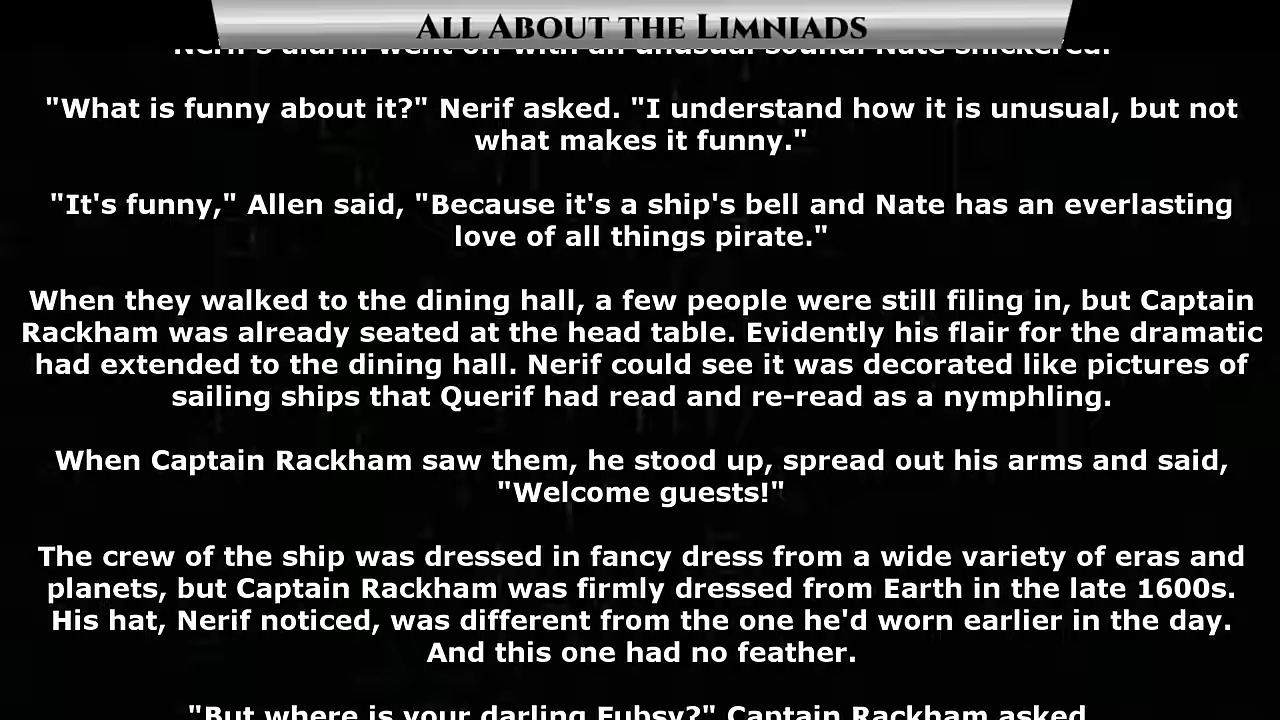 All About the Limniads
Nerif's alarm went off with an unusual sound. Nate snickered.
"What is funny about it?" Nerif asked. "I understand how it is unusual, but not
what makes it funny."
"It's funny," Allen said, "Because it's a ship's bell and Nate has an everlasting
love of all things pirate."
When they walked to the dining hall, a few people were still filing in, but Captain
Rackham was already seated at the head table. Evidently his flair for the dramatic
had extended to the dining hall. Nerif could see it was decorated like pictures of
sailing ships that Querif had read and re-read as a nymphling.
When Captain Rackham saw them, he stood up, spread out his arms and said,
"Welcome guests!"
The crew of the ship was dressed in fancy dress from a wide variety of eras and
planets, but Captain Rackham was firmly dressed from Earth in the late 1600s.
His hat, Nerif noticed, was different from the one he'd worn earlier in the day.
And this one had no feather.
"But where is your darling Fubsy?" Captain Rackham asked